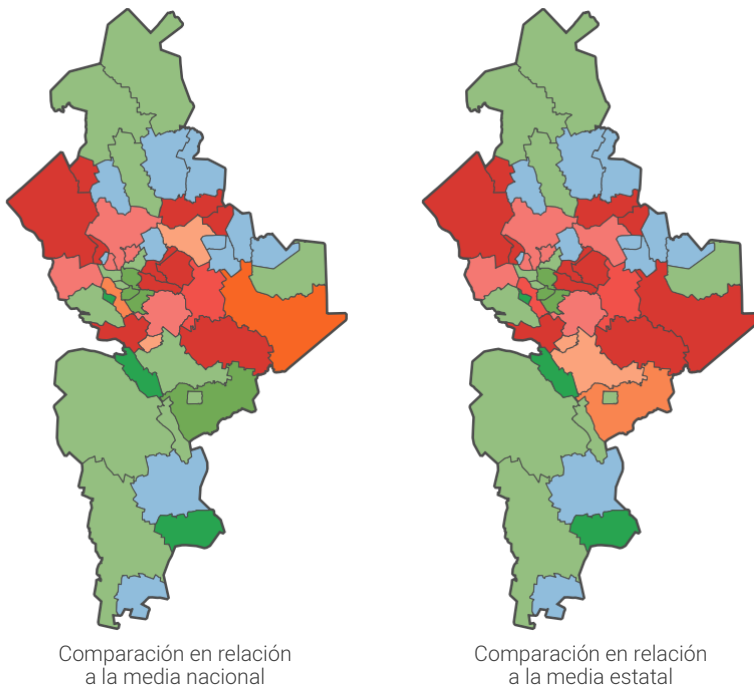 Comparación en relación
a la media nacional
Comparación en relación
a la media estatal